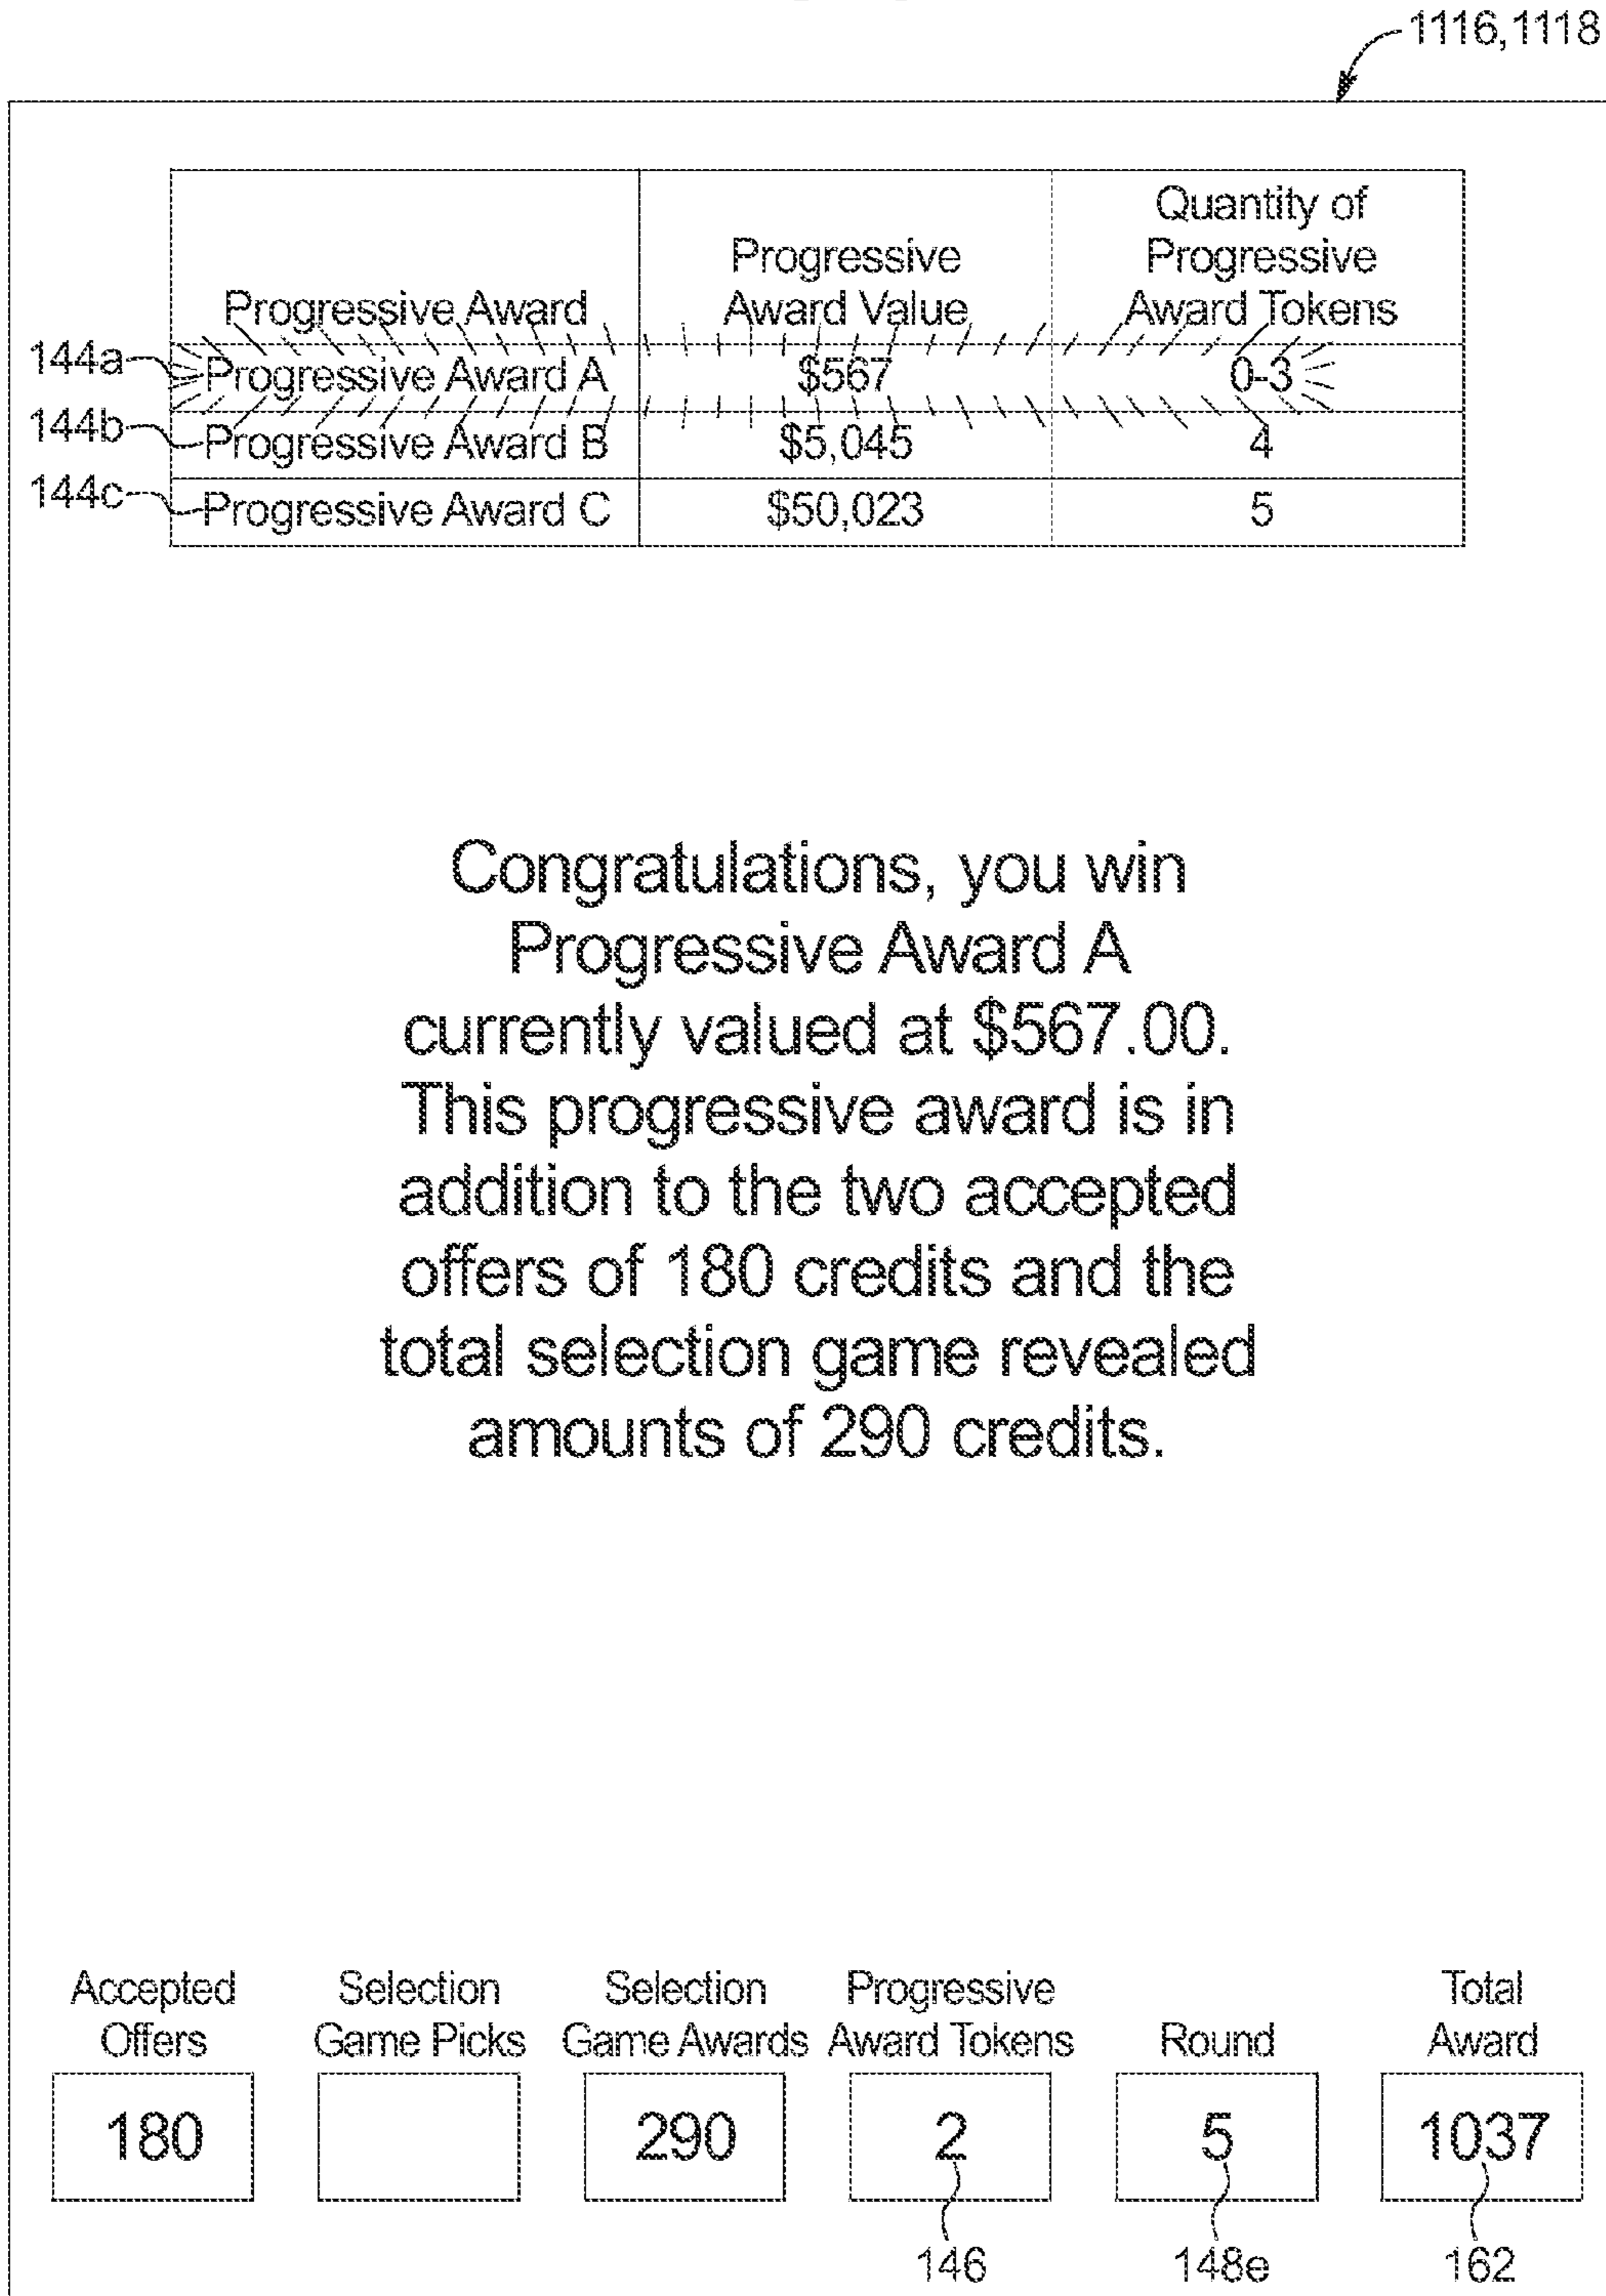 1116,1118
Quantity of
Progressive Progressive
Progressive Award Award Value Award Tokens
144a Progressive Award A $567 0-3
144b Progressive Award B $5,045 4
144c Progressive Award C $50,023 5
Congratulations, you win
Progressive Award A
currently valued at $567.00.
This progressive award is in
addition to the two accepted
offers of 180 credits and the
total selection game revealed
amounts of 290 credits.
Accepted Selection Selection Progressive Total
Offers Game Picks Game Awards Award Tokens Round Award
180 290 2 5 1037
146 148e 162